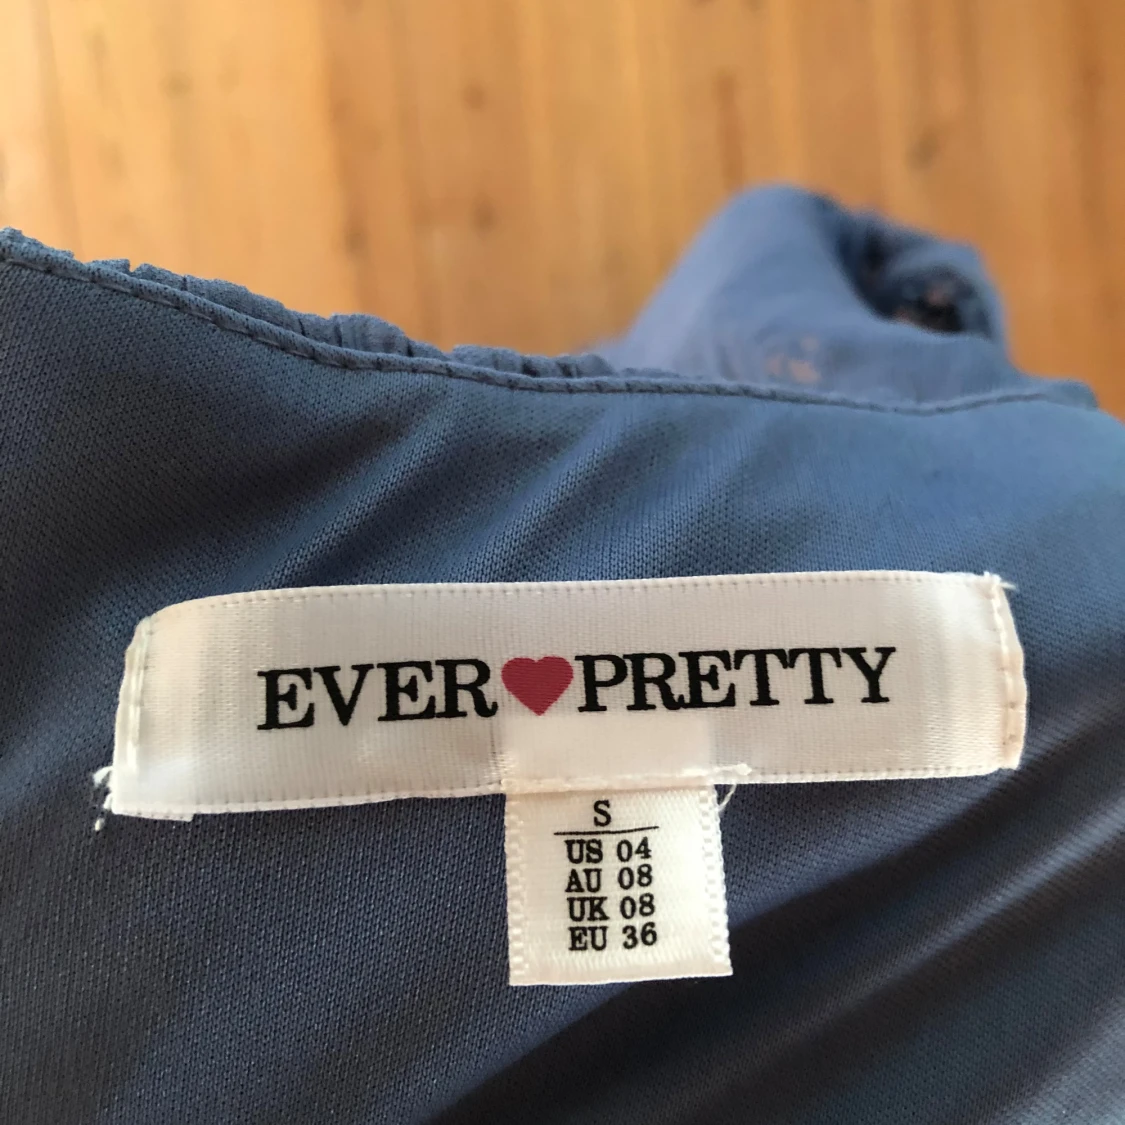 EVER♥PRETTY
S
US 04
AU 08
UK 08
EU 36